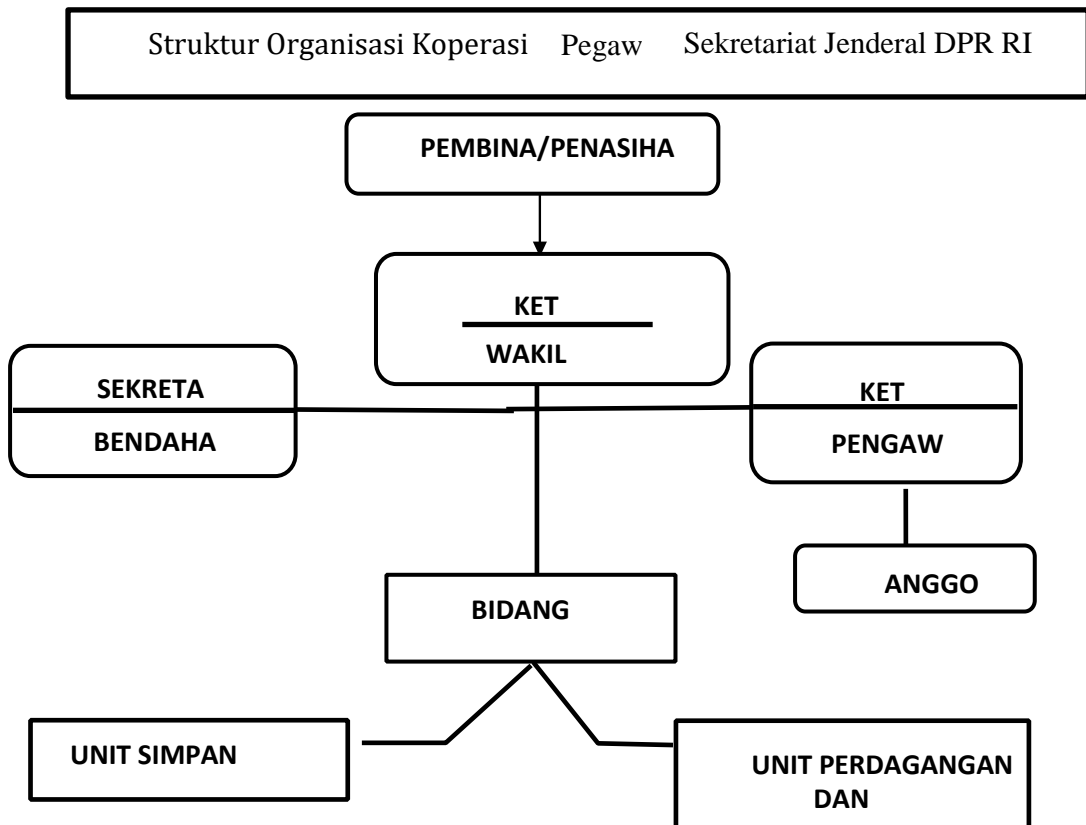 Struktur Organisasi Koperasi Pegaw Sekretariat Jenderal DPR RI
PEMBINA/PENASIHA
KET
WAKIL
SEKRETA
BENDAHA
KET
PENGAW
ANGGO
BIDANG
UNIT SIMPAN
UNIT PERDAGANGAN
DAN